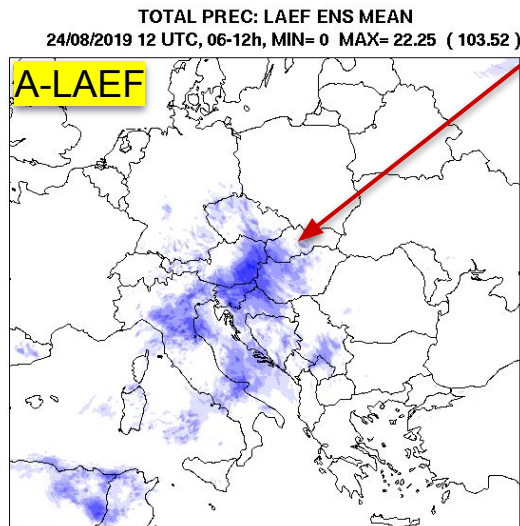 TOTAL PREC: LAEF ENS MEAN
24/08/2019 12 UTC, 06-12h, MIN= 0 MAX= 22.25 ( 103.52 )
A-LAEF